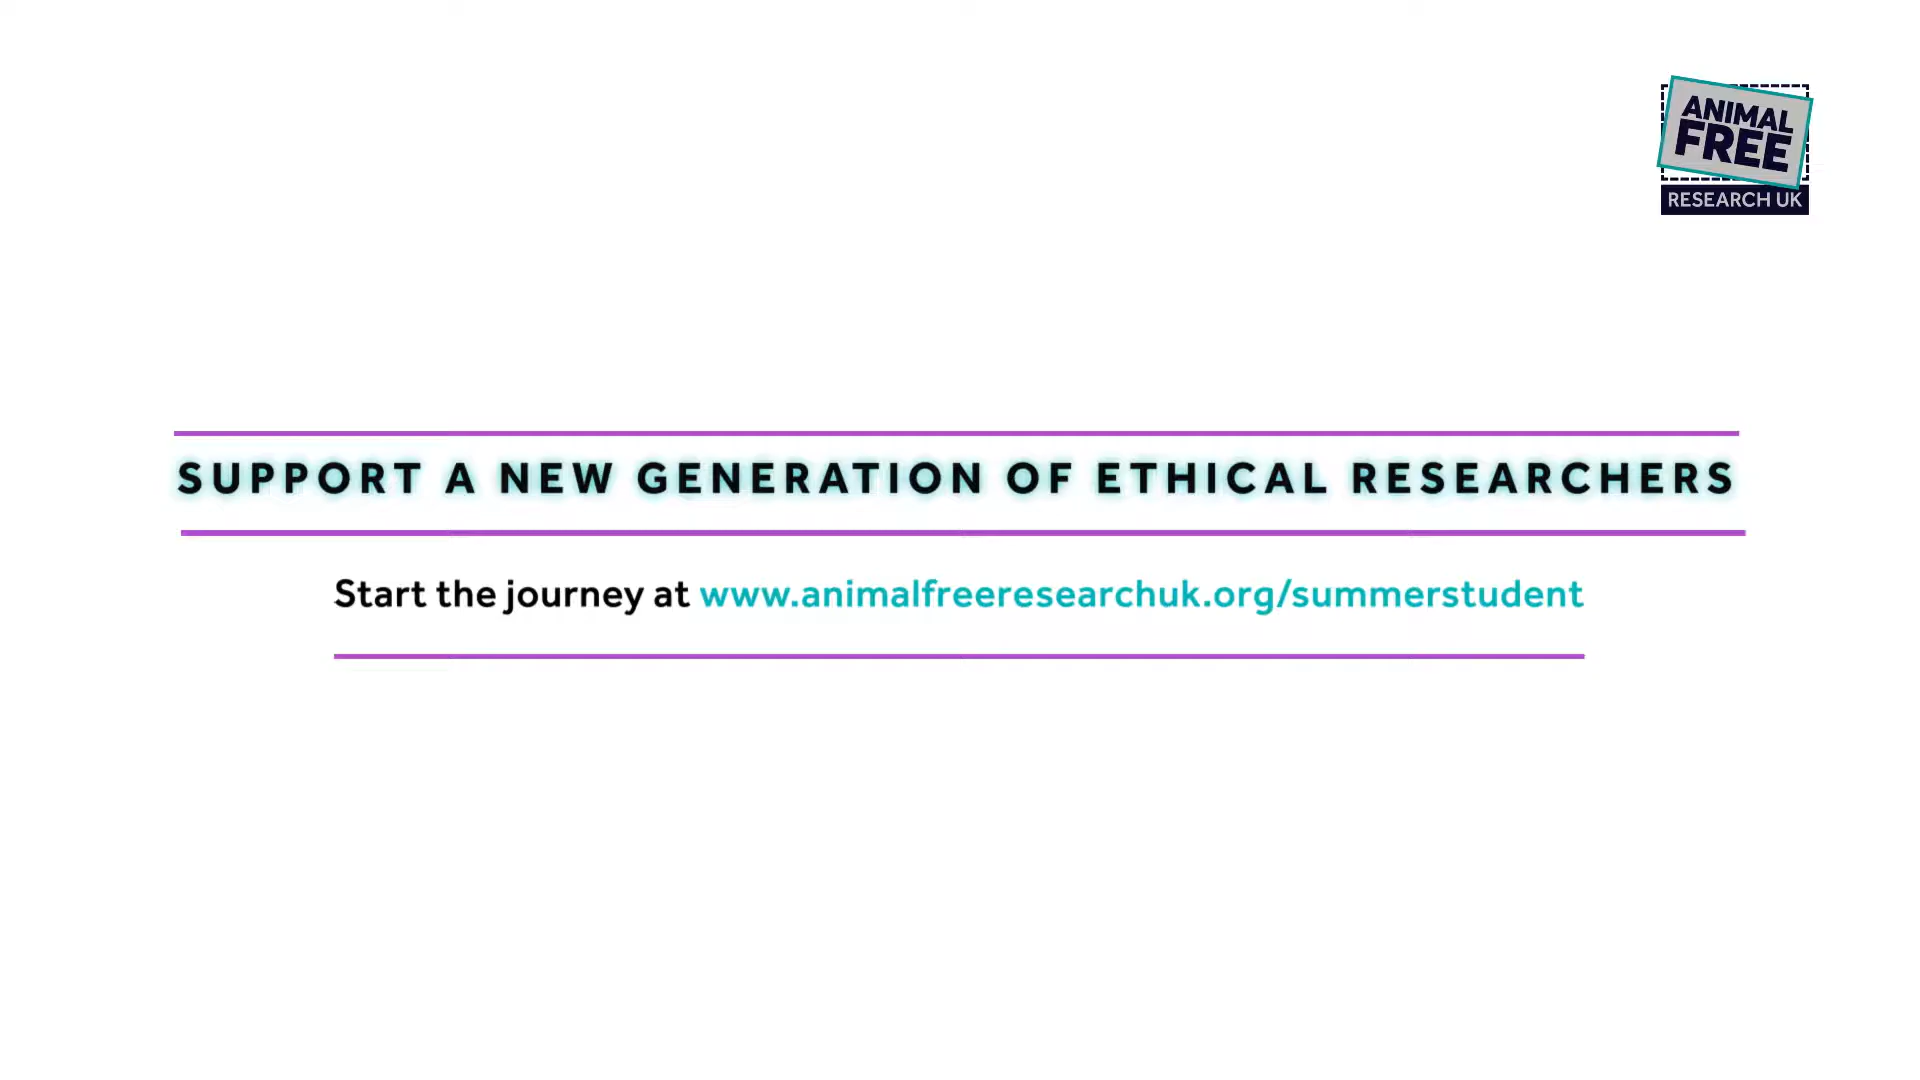 ANIMAL
FREE
RESEARCH UK
SUPPORT A NEW GENERATION OF ETHICAL RESEARCHERS
Start the journey at www.animalfreeresearchuk.org/summerstudent